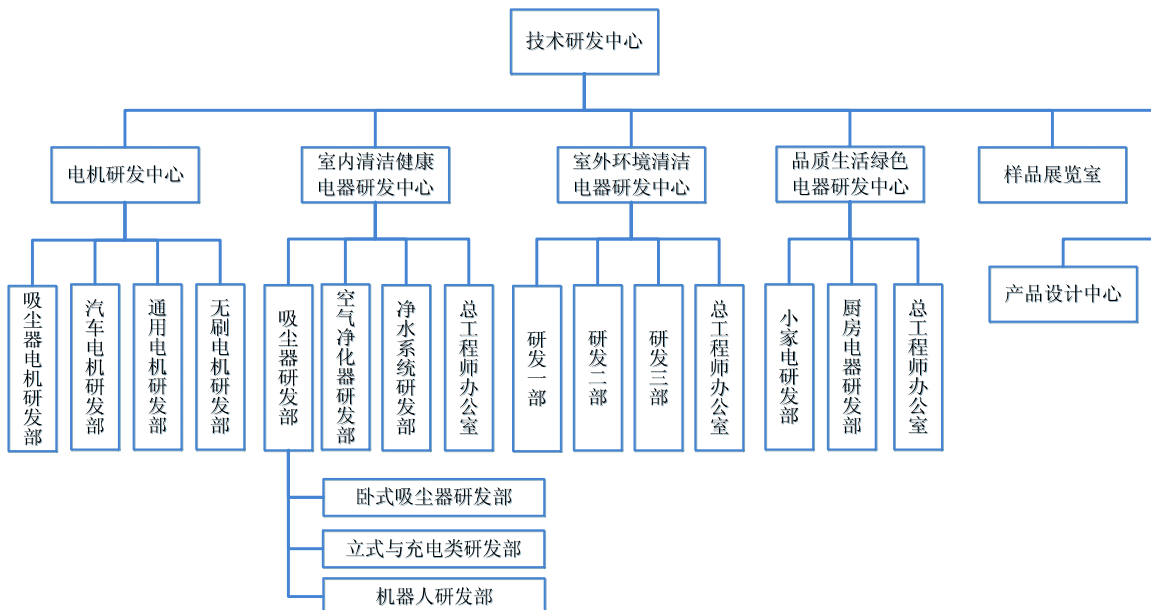 技术研发中心
电机研发中心
室内清洁健康
电器研发中心
室外环境清洁
电器研发中心
品质生活绿色
电器研发中心
样品展览室
吸尘器电机研发部
汽车电机研发部
通用电机研发部
无刷电机研发部
吸尘器研发部
空气净化器研发部
净水系统研发部
总工程师办公室
研发一部
研发二部
研发三部
总工程师办公室
小家电研发部
厨房电器研发部
总工程师办公室
产品设计中心
卧式吸尘器研发部
立式与充电类研发部
机器人研发部